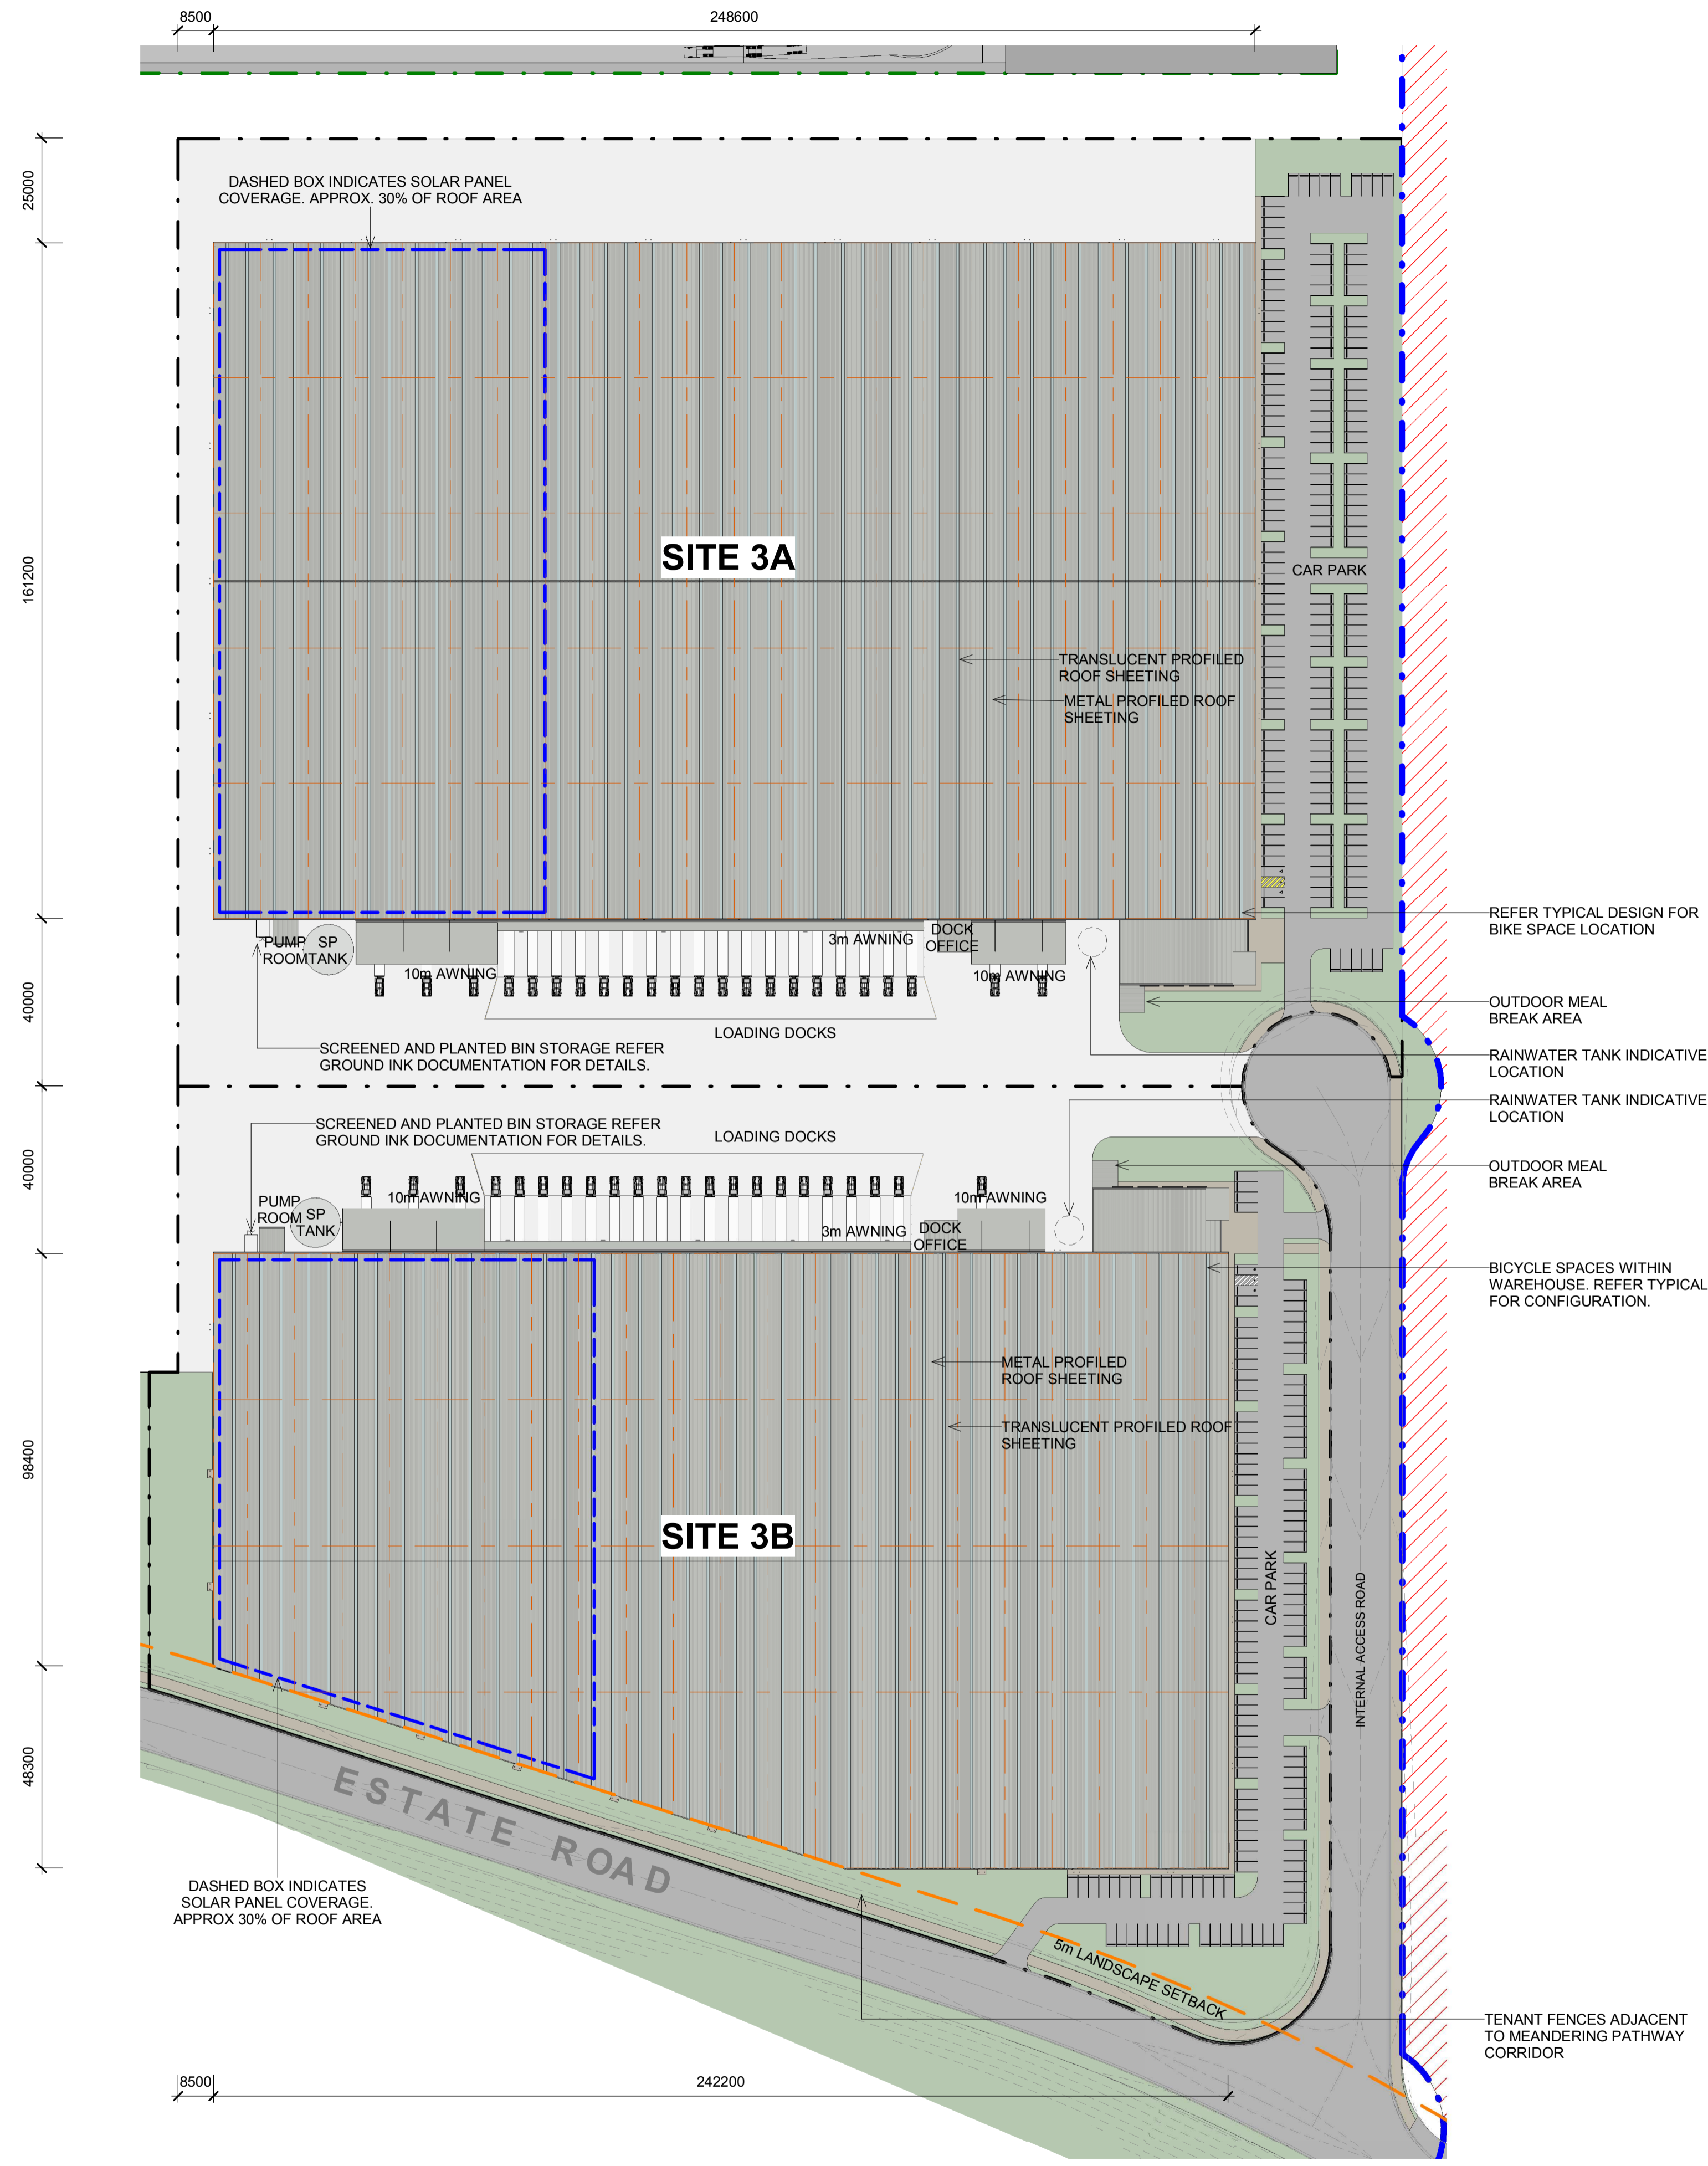 8500
248600
25000
DASHED BOX INDICATES SOLAR PANEL
COVERAGE. APPROX. 30% OF ROOF AREA
161200
SITE 3A
CAR PARK
TRANSLUCENT PROFILED
ROOF SHEETING
METAL PROFILED ROOF
SHEETING
REFER TYPICAL DESIGN FOR
BIKE SPACE LOCATION
PUMP
ROOM
SP
TANK
10m AWNING
3m AWNING
DOCK
OFFICE
10m AWNING
40000
OUTDOOR MEAL
BREAK AREA
LOADING DOCKS
SCREENED AND PLANTED BIN STORAGE REFER
GROUND INK DOCUMENTATION FOR DETAILS.
RAINWATER TANK INDICATIVE
LOCATION
RAINWATER TANK INDICATIVE
LOCATION
SCREENED AND PLANTED BIN STORAGE REFER
GROUND INK DOCUMENTATION FOR DETAILS.
LOADING DOCKS
40000
OUTDOOR MEAL
BREAK AREA
PUMP
ROOM
SP
TANK
10m AWNING
3m AWNING
DOCK
OFFICE
10m AWNING
BICYCLE SPACES WITHIN
WAREHOUSE. REFER TYPICAL
FOR CONFIGURATION.
METAL PROFILED
ROOF SHEETING
TRANSLUCENT PROFILED ROOF
SHEETING
98400
SITE 3B
CAR PARK
INTERNAL ACCESS ROAD
48300
ESTATE ROAD
DASHED BOX INDICATES
SOLAR PANEL COVERAGE.
APPROX 30% OF ROOF AREA
5m LANDSCAPE SETBACK
TENANT FENCES ADJACENT
TO MEANDERING PATHWAY
CORRIDOR
8500
242200